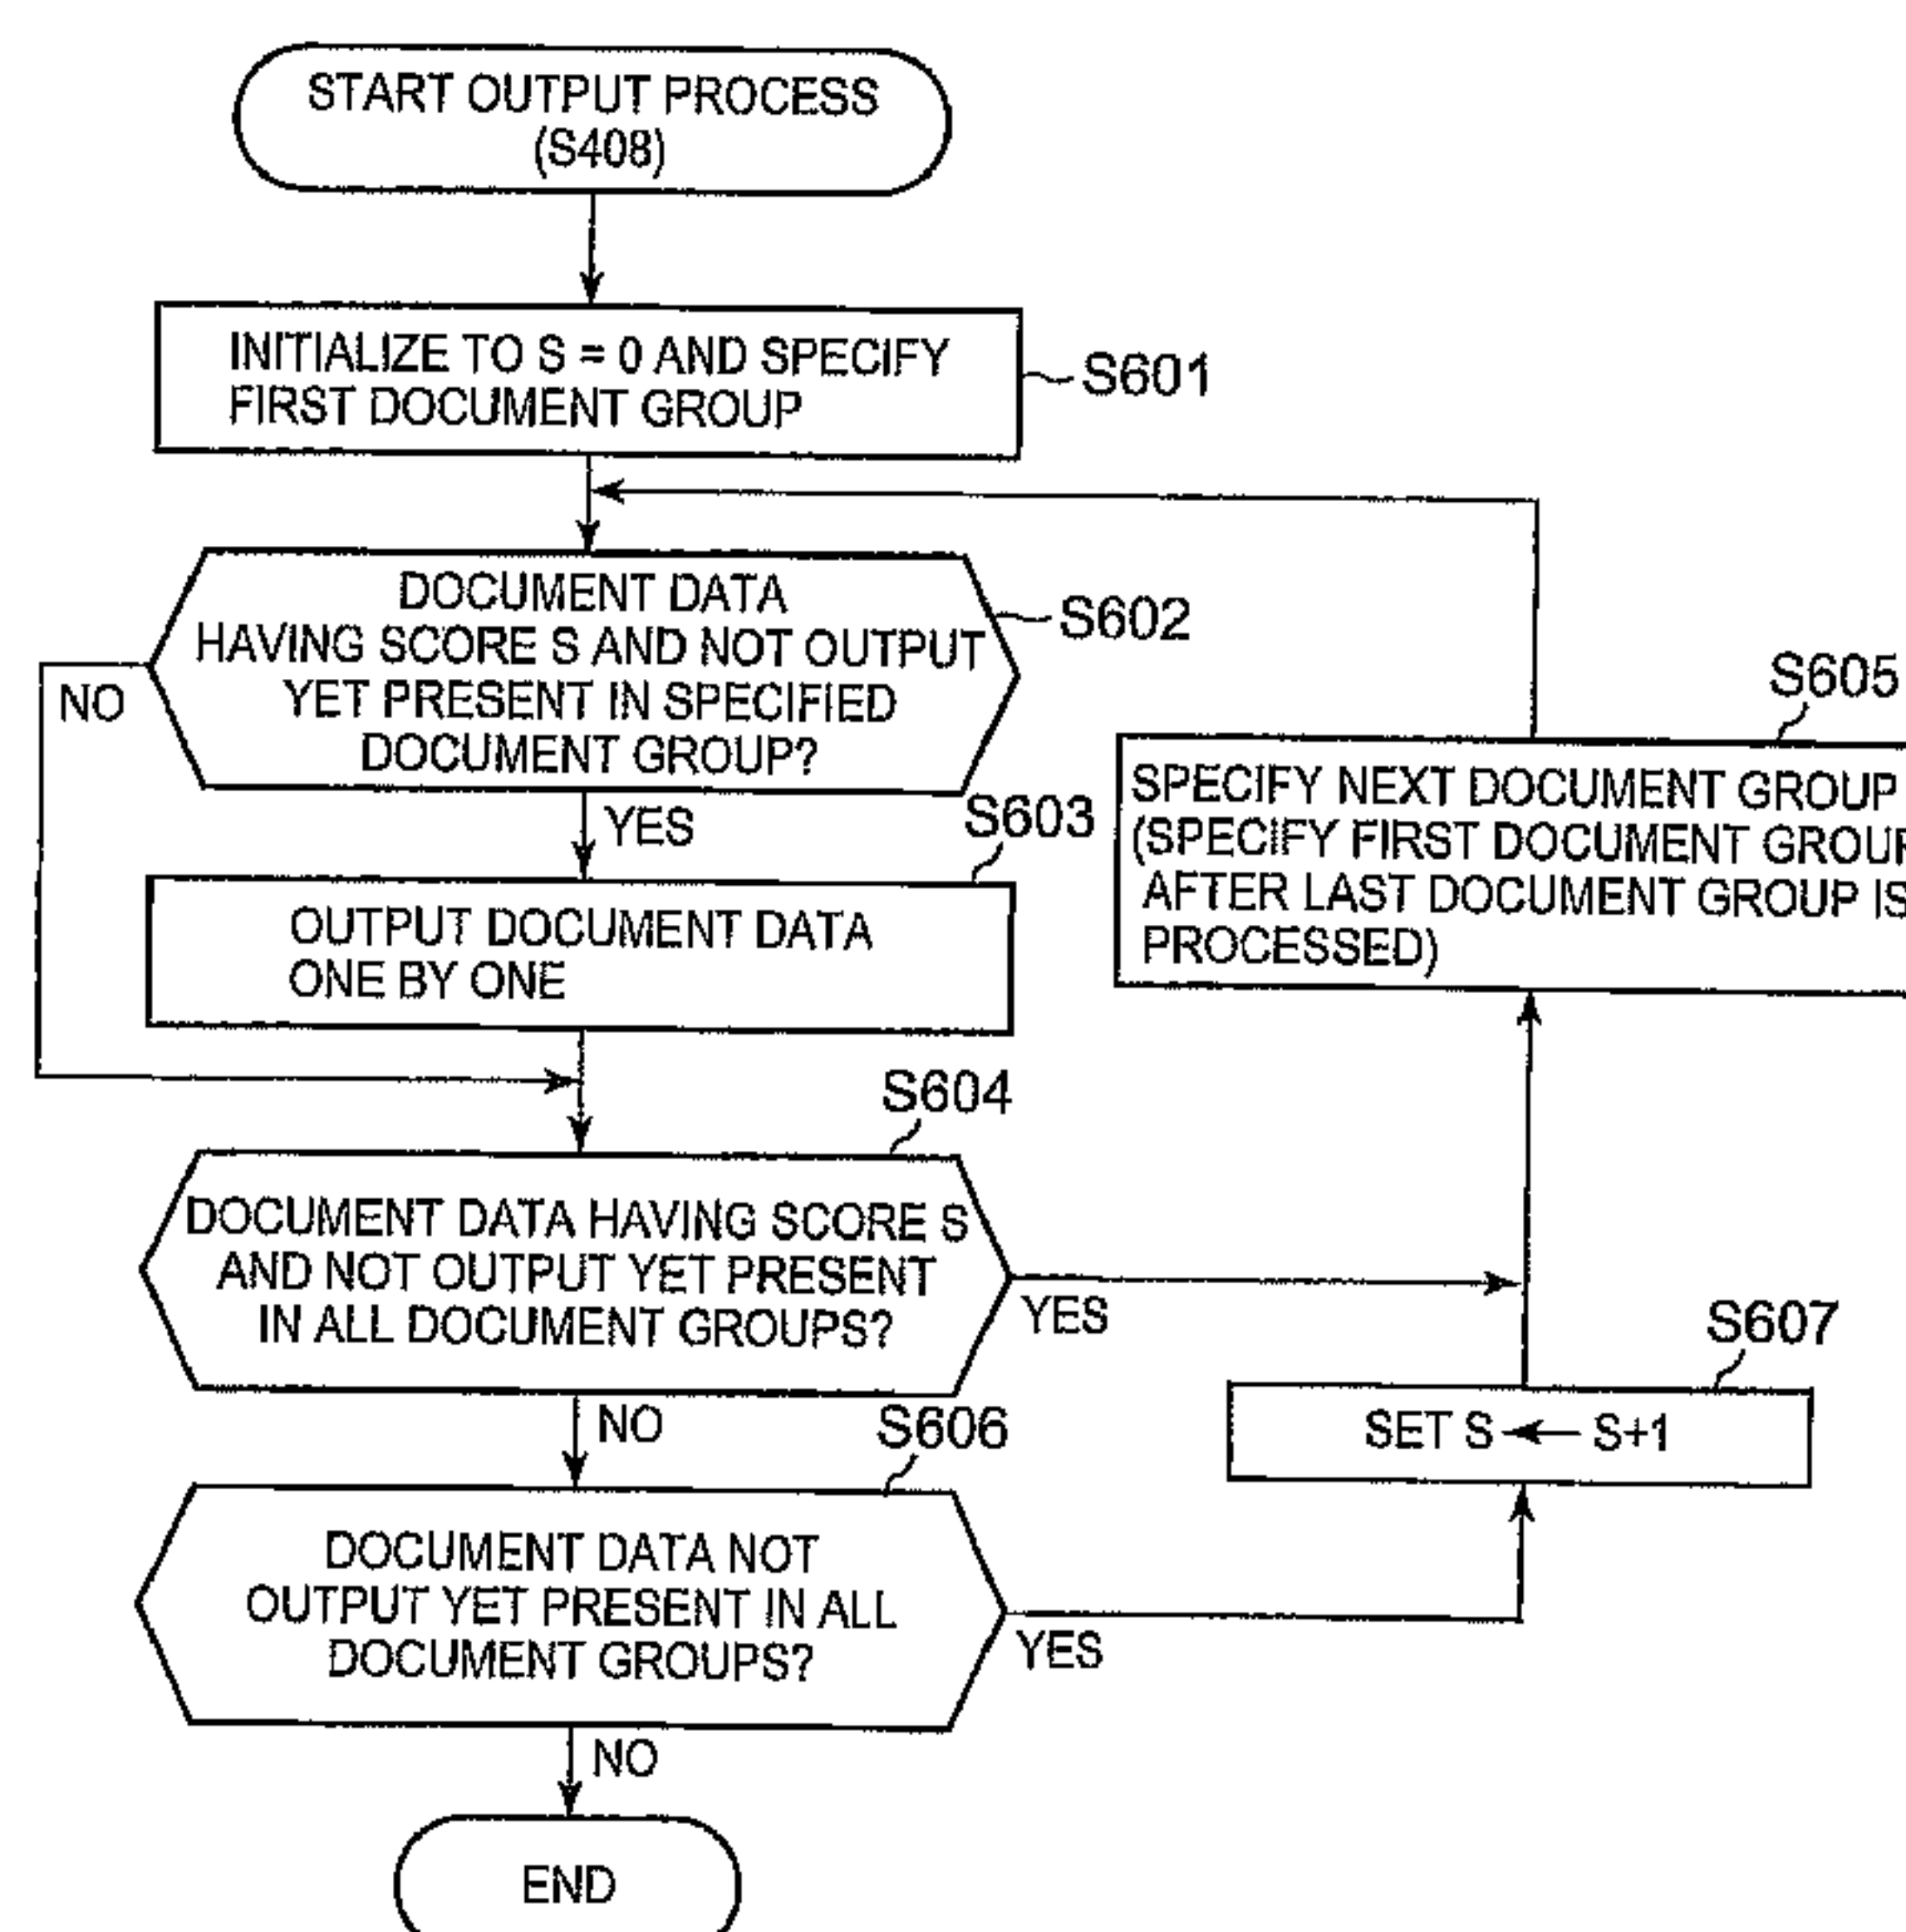 START OUTPUT PROCESS
(S408)
INITIALIZE TO S = 0 AND SPECIFY
FIRST DOCUMENT GROUP
S601
DOCUMENT DATA
HAVING SCORE S AND NOT OUTPUT
YET PRESENT IN SPECIFIED
DOCUMENT GROUP?
S602
NO
YES
S603
OUTPUT DOCUMENT DATA
ONE BY ONE
S605
SPECIFY NEXT DOCUMENT GROUP
(SPECIFY FIRST DOCUMENT GROUP
AFTER LAST DOCUMENT GROUP IS
PROCESSED)
S604
DOCUMENT DATA HAVING SCORE S
AND NOT OUTPUT YET PRESENT
IN ALL DOCUMENT GROUPS?
YES
NO
S607
SET S ← S+1
S606
DOCUMENT DATA NOT
OUTPUT YET PRESENT IN ALL
DOCUMENT GROUPS?
YES
NO
END